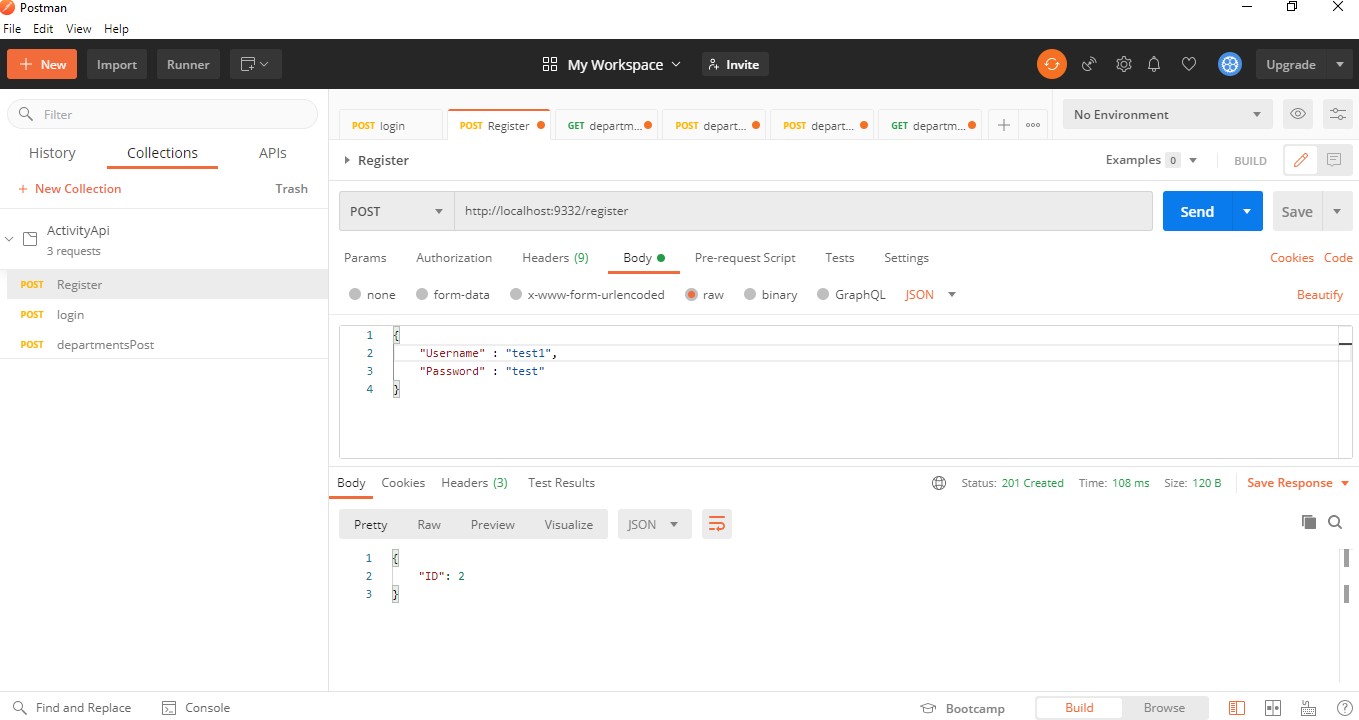 Postman
File Edit View Help
New Import Runner My Workspace Invite Upgrade
Filter
History Collections APIs
New Collection Trash
ActivityApi
3 requests
POST Register
POST login
POST departmentsPost
POST login POST Register GET departm... POST depart... POST depart... GET departm... No Environment
Register Examples 0 BUILD
POST http://localhost:9332/register Send Save
Params Authorization Headers (9) Body Pre-request Script Tests Settings Cookies Code
none form-data x-www-form-urlencoded raw binary GraphQL JSON Beautify
1 {
2 "Username" : "test1",
3 "Password" : "test"
4 }
Body Cookies Headers (3) Test Results Status: 201 Created Time: 108 ms Size: 120 B Save Response
Pretty Raw Preview Visualize JSON
1 {
2 "ID": 2
3 }
Find and Replace Console Bootcamp Build Browse